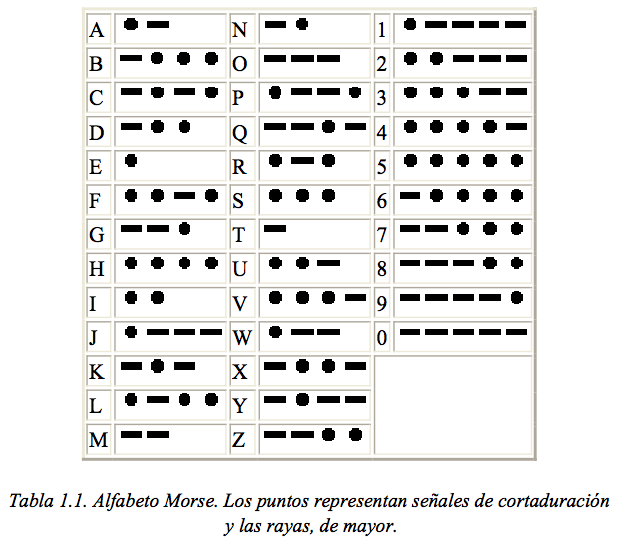 A •— N —• 1 •————
B —••• O ——— 2 ••———
C —•—• P •——• 3 •••——
D —•• Q ——•— 4 ••••—
E • R •—• 5 •••••
F ••—• S ••• 6 —••••
G ——• T — 7 ——•••
H •••• U ••— 8 ———••
I •• V •••— 9 ————•
J •——— W •—— 0 —————
K —•— X —••—
L •—•• Y —•——
M —— Z ——••
Tabla 1.1. Alfabeto Morse. Los puntos representan señales de cortaduración
y las rayas, de mayor.